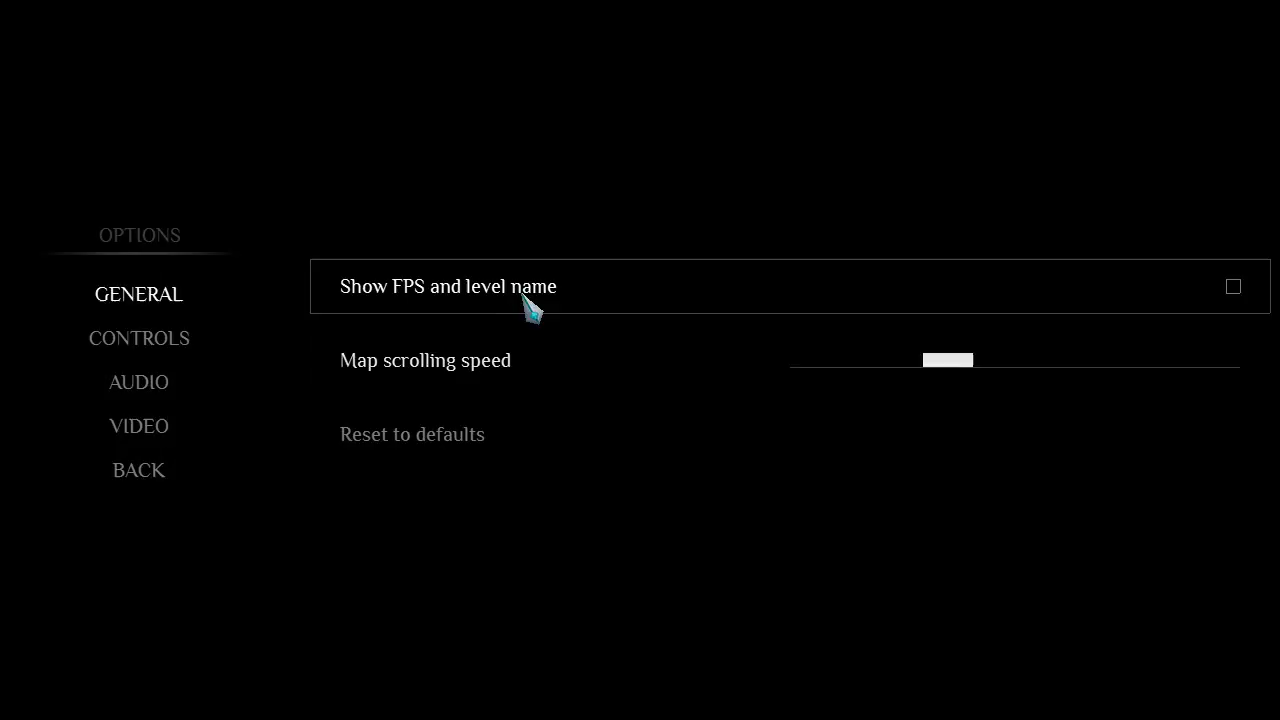 OPTIONS
GENERAL
CONTROLS
AUDIO
VIDEO
BACK
Show FPS and level name
Map scrolling speed
Reset to defaults